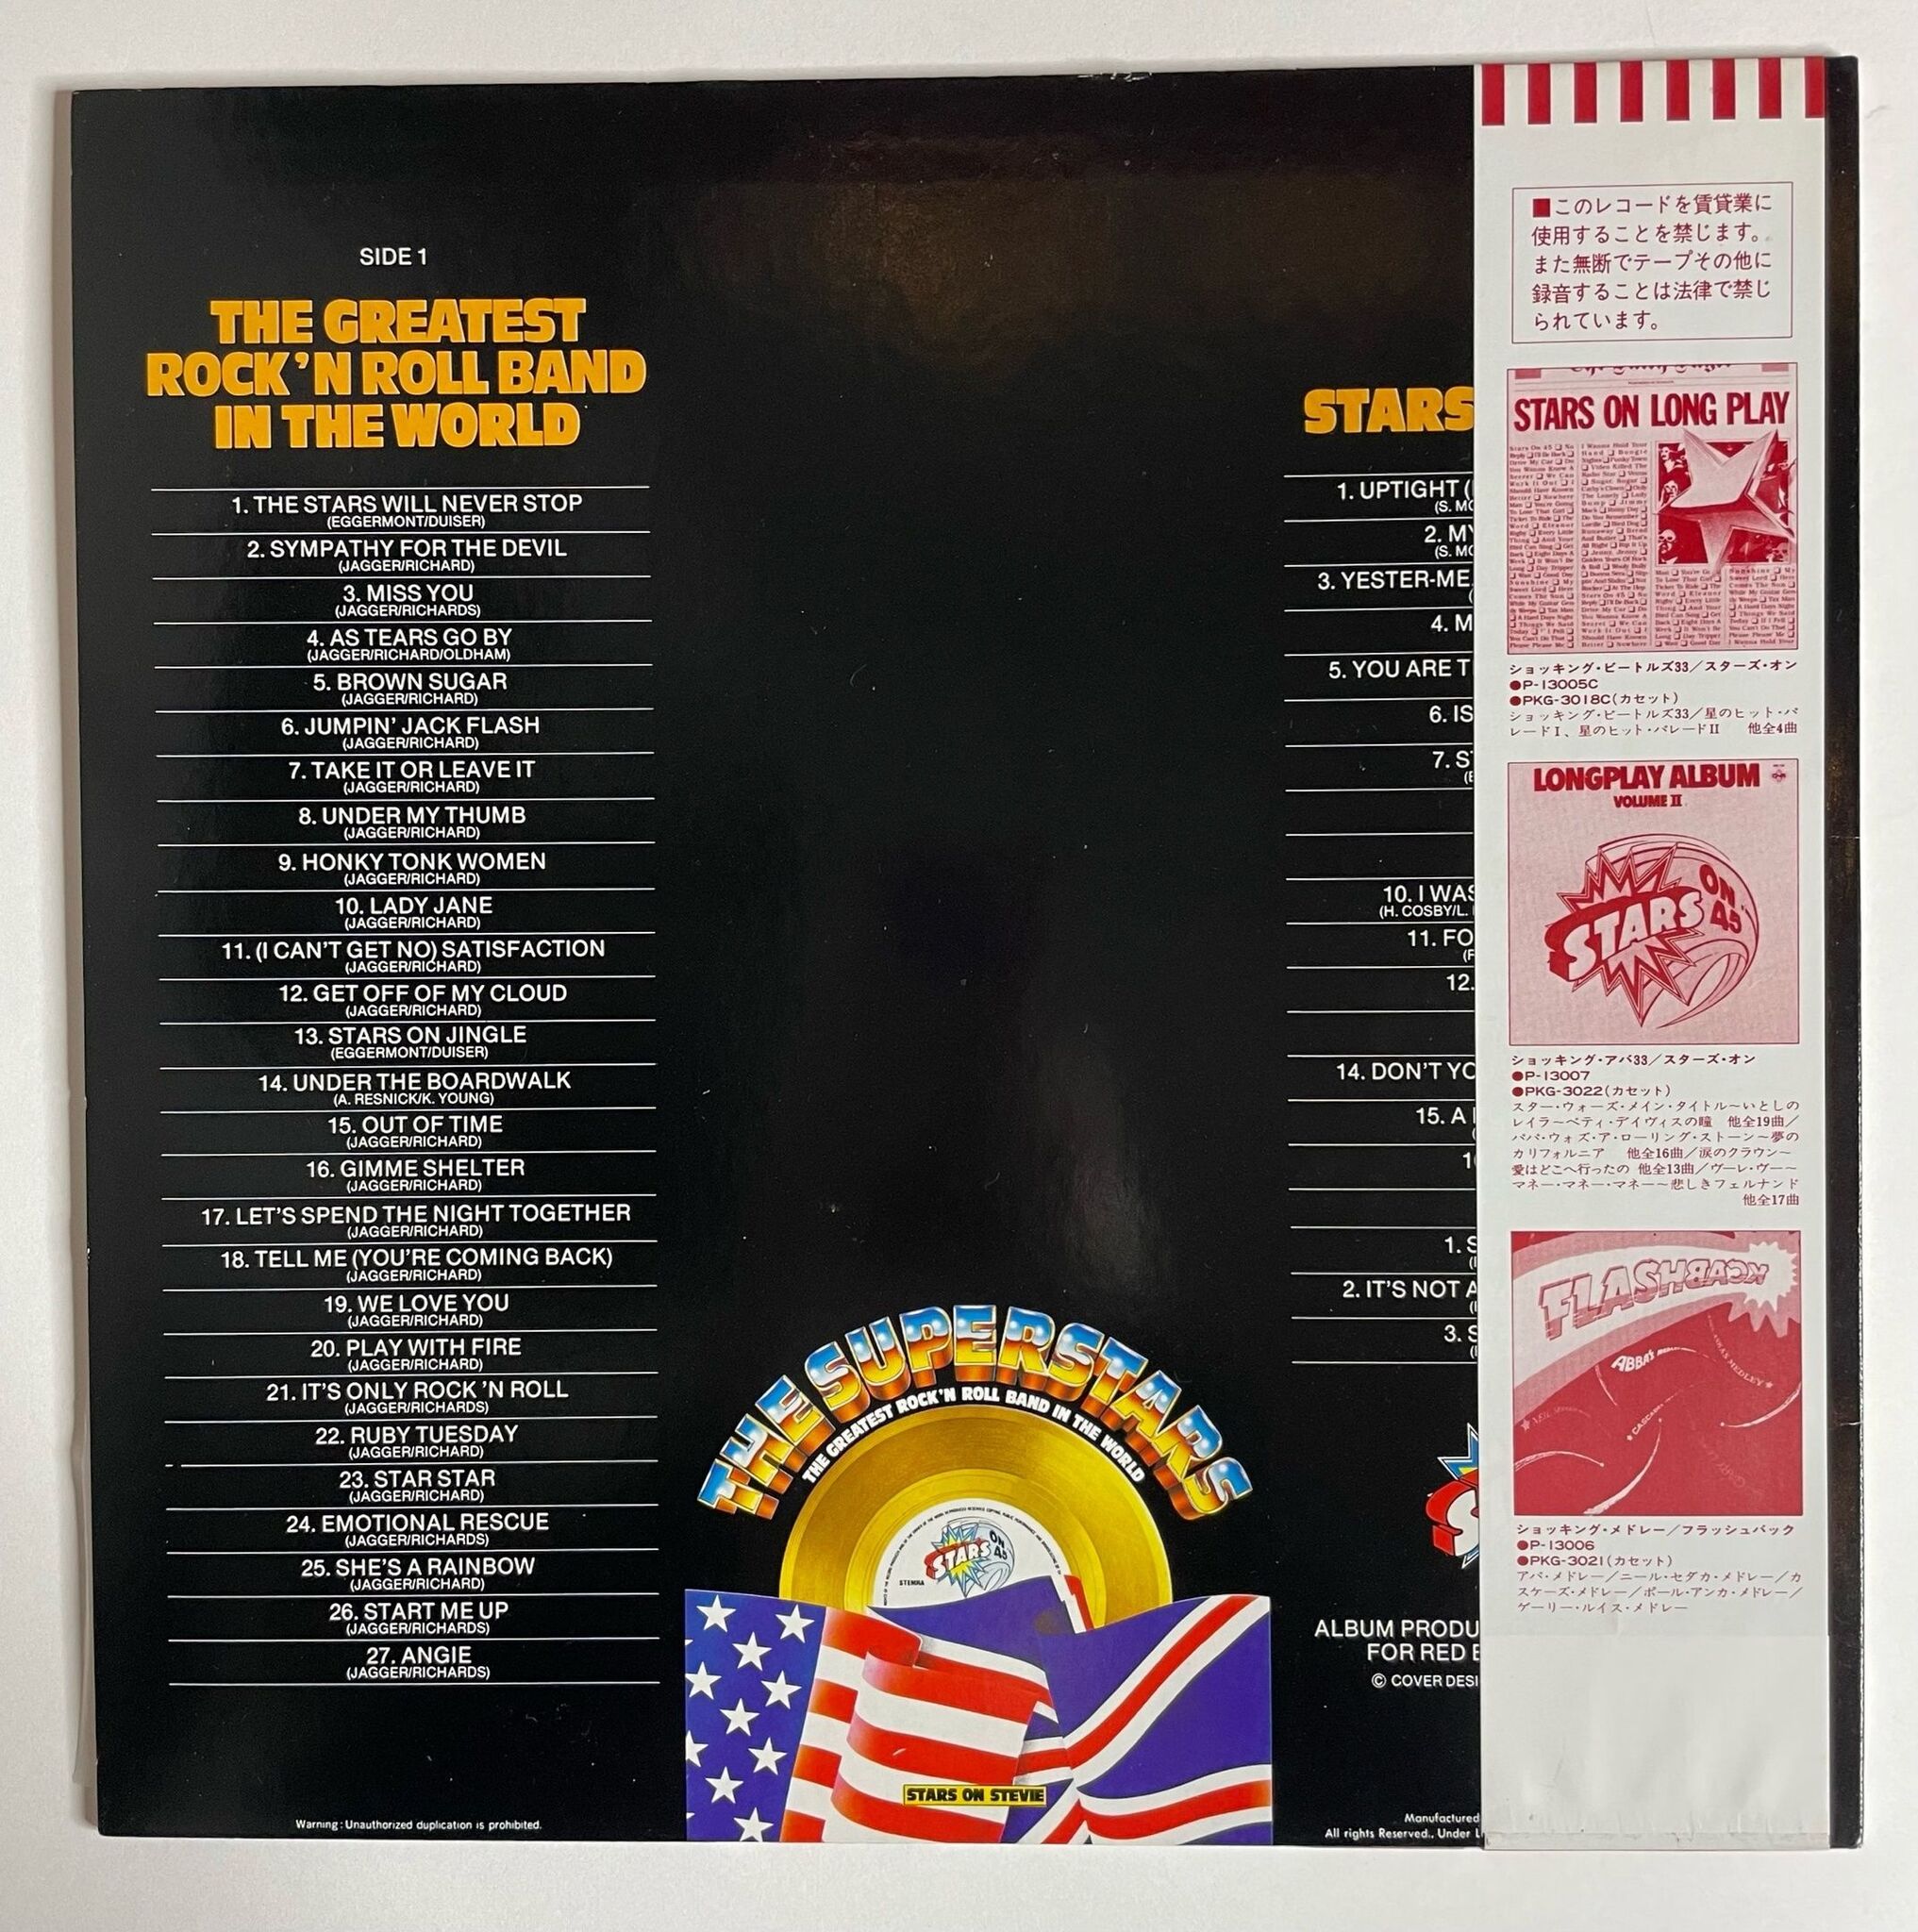 SIDE 1
THE GREATEST
ROCK'N ROLL BAND
IN THE WORLD
1. THE STARS WILL NEVER STOP
(EGGERMONT/DUISER)
2. SYMPATHY FOR THE DEVIL
(JAGGER/RICHARD)
3. MISS YOU
(JAGGER/RICHARDS)
4. AS TEARS GO BY
(JAGGER/RICHARD/OLDHAM)
5. BROWN SUGAR
(JAGGER/RICHARD)
6. JUMPIN' JACK FLASH
(JAGGER/RICHARD)
7. TAKE IT OR LEAVE IT
(JAGGER/RICHARD)
8. UNDER MY THUMB
(JAGGER/RICHARD)
9. HONKY TONK WOMEN
(JAGGER/RICHARD)
10. LADY JANE
(JAGGER/RICHARD)
11. (I CAN'T GET NO) SATISFACTION
(JAGGER/RICHARD)
12. GET OFF OF MY CLOUD
(JAGGER/RICHARD)
13. STARS ON JINGLE
(EGGERMONT/DUISER)
14. UNDER THE BOARDWALK
(A. RESNICK/K. YOUNG)
15. OUT OF TIME
(JAGGER/RICHARD)
16. GIMME SHELTER
(JAGGER/RICHARD)
17. LET'S SPEND THE NIGHT TOGETHER
(JAGGER/RICHARD)
18. TELL ME (YOU'RE COMING BACK)
(JAGGER/RICHARD)
19. WE LOVE YOU
(JAGGER/RICHARD)
20. PLAY WITH FIRE
(JAGGER/RICHARD)
21. IT'S ONLY ROCK 'N ROLL
(JAGGER/RICHARDS)
22. RUBY TUESDAY
(JAGGER/RICHARD)
23. STAR STAR
(JAGGER/RICHARD)
24. EMOTIONAL RESCUE
(JAGGER/RICHARDS)
25. SHE'S A RAINBOW
(JAGGER/RICHARD)
26. START ME UP
(JAGGER/RICHARDS)
27. ANGIE
(JAGGER/RICHARDS)
Warning : Unauthorized duplication is prohibited.
THE SUPERSTARS
THE GREATEST ROCK'N ROLL BAND IN THE WORLD
STARS ON 45
STEMRA
STARS ON STEVIE
STARS
1. UPTIGHT (
(S. MO
2. MY
(S. MO
3. YESTER-ME
4. M
5. YOU ARE T
6. IS
7. S
10. I WAS
(H. COSBY/L.
11. FO
12.
14. DON'T YO
15. A
1. S
2. IT'S NOT A
3. S
ALBUM PRODU
FOR RED
© COVER DESI
Manufactured
All rights Reserved., Under L
■このレコードを賃貸業に
使用することを禁じます。
また無断でテープその他に
録音することは法律で禁じ
られています。
STARS ON LONG PLAY
ショッキング・ビートルズ33／スターズ・オン
●P-13005C
●PKG-3018C(カセット)
ショッキング・ビートルズ33／星のヒット・パ
レードI、星のヒット・パレードII 他全4曲
LONGPLAY ALBUM
VOLUME II
STARS ON 45
ショッキング・アバ33／スターズ・オン
●P-13007
●PKG-3022(カセット)
スター・ウォーズ・メイン・タイトル～いとしの
レイラ～ベティ・デイヴィスの瞳 他全19曲／
パパ・ウォズ・ア・ローリング・ストーン～夢の
カリフォルニア 他全16曲／涙のクラウン～
愛はどこへ行ったの 他全13曲／ヴーレ・ヴー～
マネー・マネー・マネー～悲しきフェルナンド
他全17曲
FLASHBACK
ABBA'S MEDLEY
ショッキング・メドレー／フラッシュバック
●P-13006
●PKG-3021(カセット)
アバ・メドレー／ニール・セダカ・メドレー／カ
スケーズ・メドレー／ポール・アンカ・メドレー／
ゲーリー・ルイス・メドレー